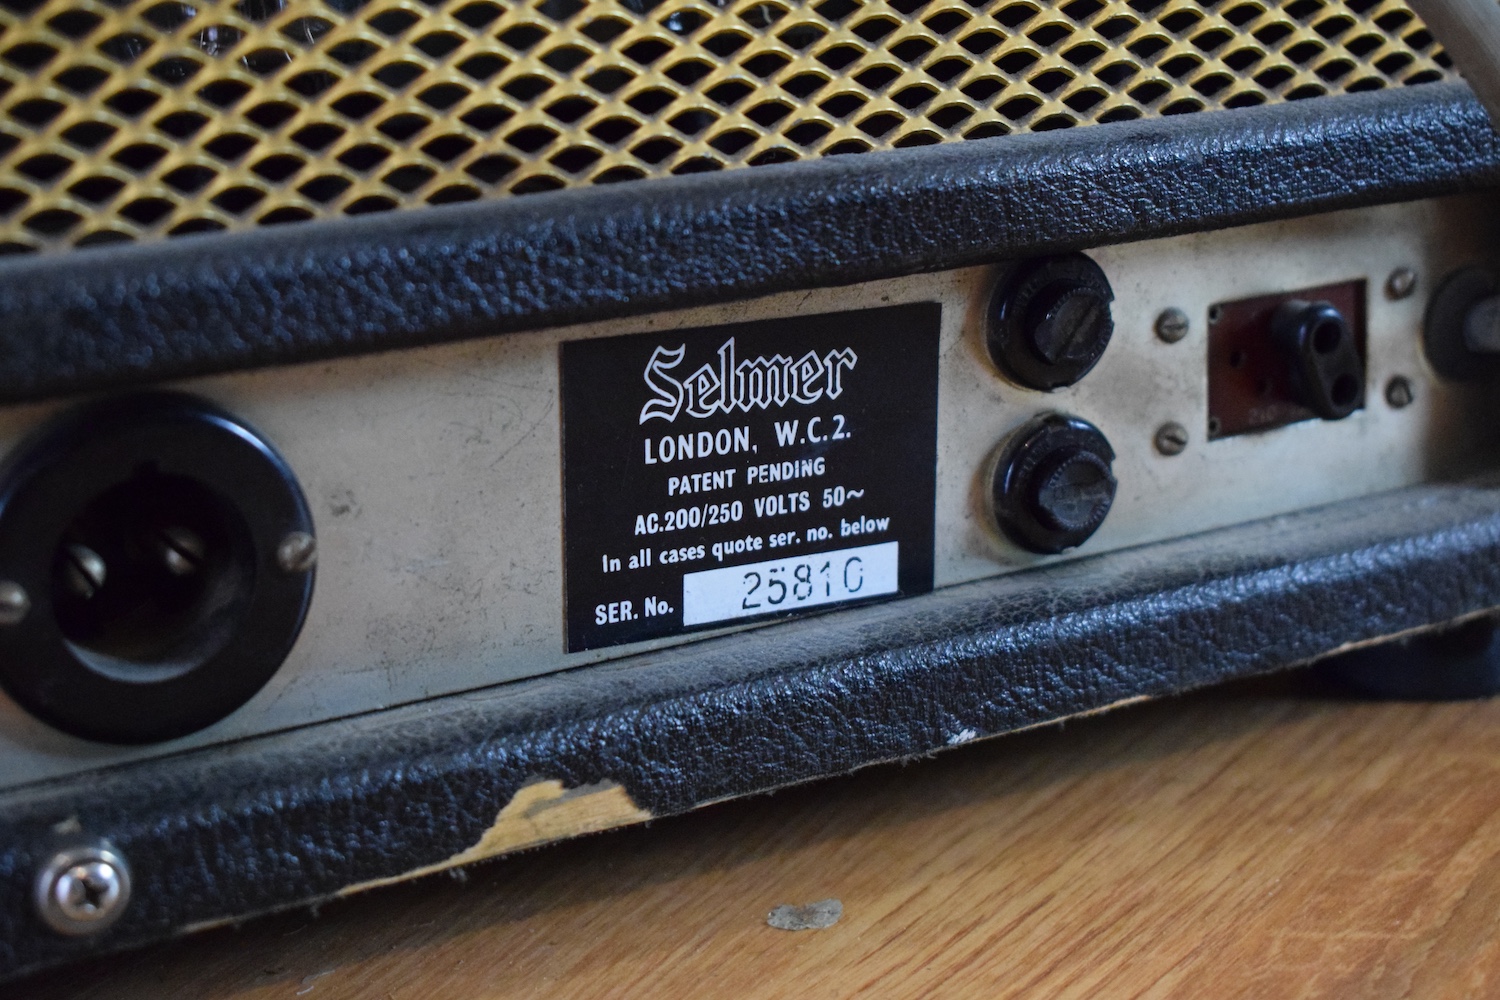 Selmer
LONDON, W.C.2.
PATENT PENDING
AC.200/250 VOLTS 50~
In all cases quote ser. no. below
SER. No. 25810